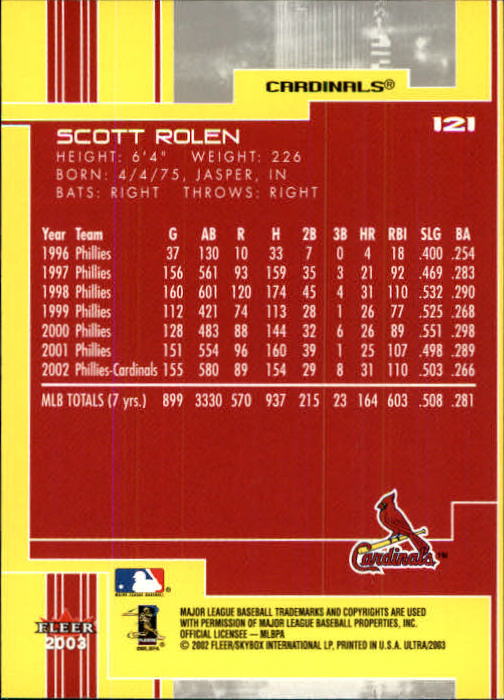 CARDINALS®
121
SCOTT ROLEN
HEIGHT: 6'4" WEIGHT: 226
BORN: 4/4/75, JASPER, IN
BATS: RIGHT THROWS: RIGHT
Year Team G AB R H 2B 3B HR RBI SLG BA
1996 Phillies 37 130 10 33 7 0 4 18 .400 .254
1997 Phillies 156 561 93 159 35 3 21 92 .469 .283
1998 Phillies 160 601 120 174 45 4 31 110 .532 .290
1999 Phillies 112 421 74 113 28 1 26 77 .525 .268
2000 Phillies 128 483 88 144 32 6 26 89 .551 .298
2001 Phillies 151 554 96 160 39 1 25 107 .498 .289
2002 Phillies-Cardinals 155 580 89 154 29 8 31 110 .503 .266
MLB TOTALS (7 yrs.) 899 3330 570 937 215 23 164 603 .508 .281
Cardinals™
MAJOR LEAGUE BASEBALL ®
MAJOR LEAGUE BASEBALL TRADEMARKS AND COPYRIGHTS ARE USED
WITH PERMISSION OF MAJOR LEAGUE BASEBALL PROPERTIES, INC.
OFFICIAL LICENSEE – MLBPA
© 2002 FLEER/SKYBOX INTERNATIONAL LP, PRINTED IN U.S.A. ULTRA/2003
FLEER
2003